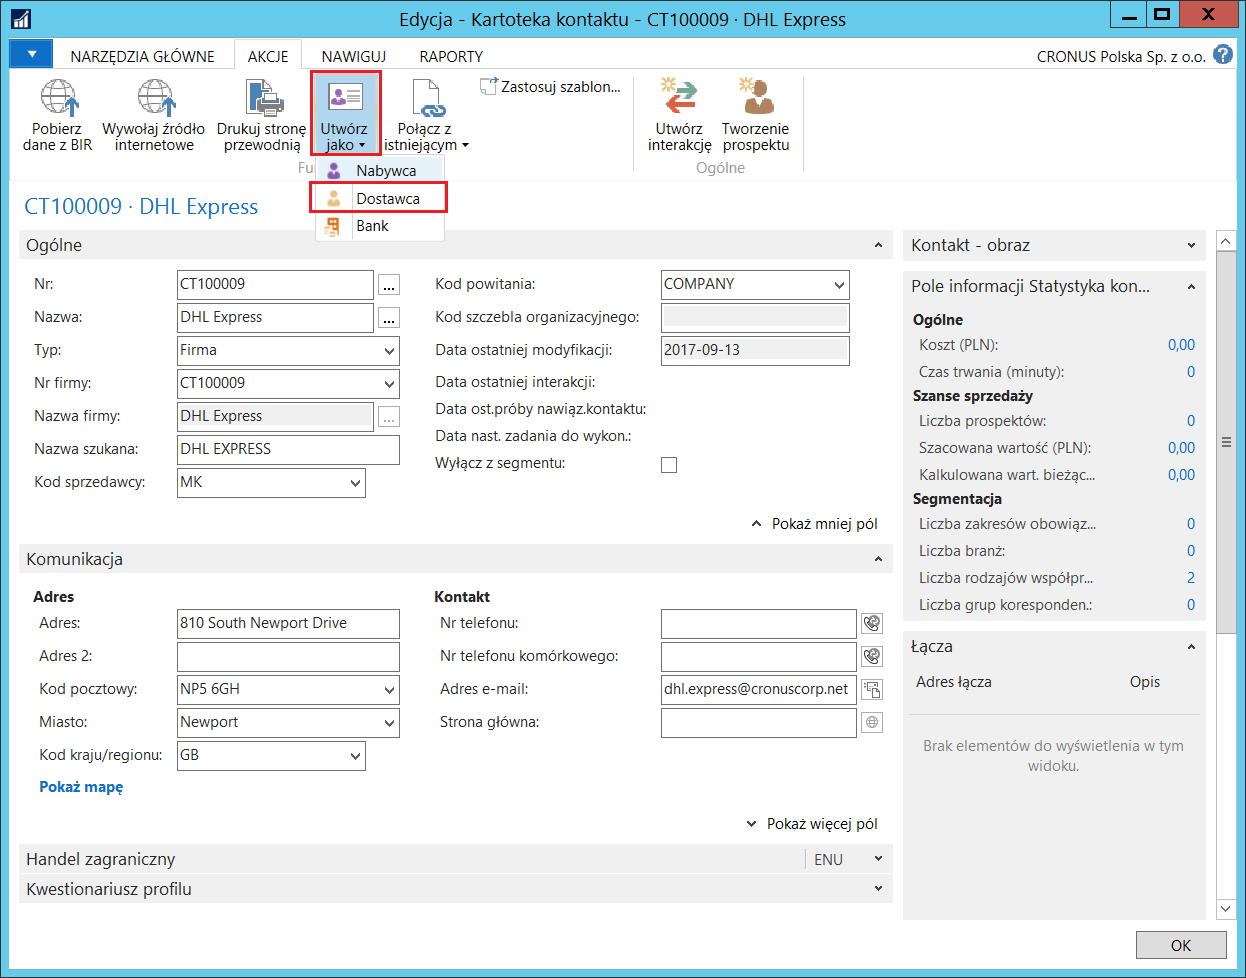 Edycja - Kartoteka kontaktu - CT100009 · DHL Express
NARZĘDZIA GŁÓWNE
AKCJE
NAWIGUJ
RAPORTY
CRONUS Polska Sp. z o.o.
Pobierz
dane z BIR
Wywołaj źródło
internetowe
Drukuj stronę
przewodnią
Utwórz
jako
Połącz z
istniejącym
Zastosuj szablon...
Utwórz
interakcję
Tworzenie
prospektu
Fu
Ogólne
Nabywca
Dostawca
Bank
CT100009 · DHL Express
Ogólne
Nr:
CT100009
...
Nazwa:
DHL Express
...
Typ:
Firma
Nr firmy:
CT100009
Nazwa firmy:
DHL Express
...
Nazwa szukana:
DHL EXPRESS
Kod sprzedawcy:
MK
Kod powitania:
COMPANY
Kod szczebla organizacyjnego:
Data ostatniej modyfikacji:
2017-09-13
Data ostatniej interakcji:
Data ost.próby nawiąz.kontaktu:
Data nast. zadania do wykon.:
Wyłącz z segmentu:
Pokaż mniej pól
Komunikacja
Adres
Adres:
810 South Newport Drive
Adres 2:
Kod pocztowy:
NP5 6GH
Miasto:
Newport
Kod kraju/regionu:
GB
Pokaż mapę
Kontakt
Nr telefonu:
Nr telefonu komórkowego:
Adres e-mail:
dhl.express@cronuscorp.net
Strona główna:
Pokaż więcej pól
Handel zagraniczny
ENU
Kwestionariusz profilu
Kontakt - obraz
Pole informacji Statystyka kon...
Ogólne
Koszt (PLN):
0,00
Czas trwania (minuty):
0
Szanse sprzedaży
Liczba prospektów:
0
Szacowana wartość (PLN):
0,00
Kalkulowana wart. bieżąc...
0,00
Segmentacja
Liczba zakresów obowiąz...
0
Liczba branż:
0
Liczba rodzajów współpr...
2
Liczba grup koresponden.:
0
Łącza
Adres łącza
Opis
Brak elementów do wyświetlenia w tym
widoku.
OK